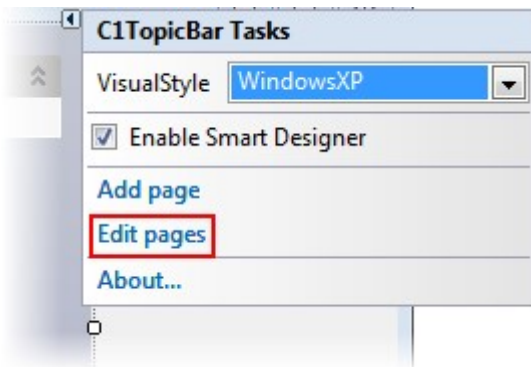 C1TopicBar Tasks
VisualStyle WindowsXP
Enable Smart Designer
Add page
Edit pages
About...